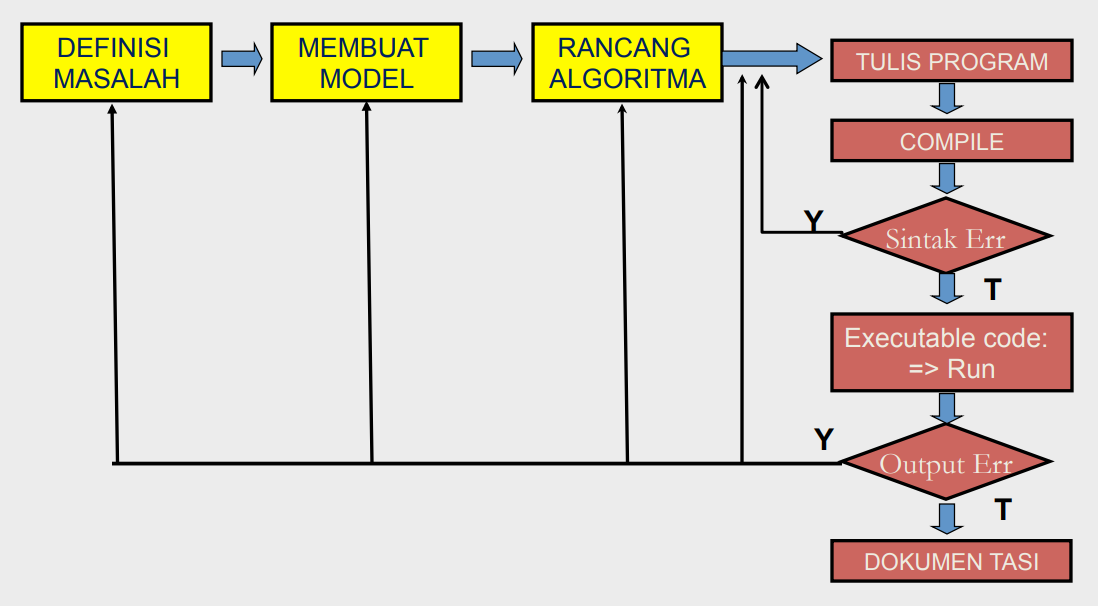 DEFINISI
MASALAH
MEMBUAT
MODEL
RANCANG
ALGORITMA
TULIS PROGRAM
COMPILE
Y
Sintak Err
T
Executable code:
=> Run
Y
Output Err
T
DOKUMEN TASI